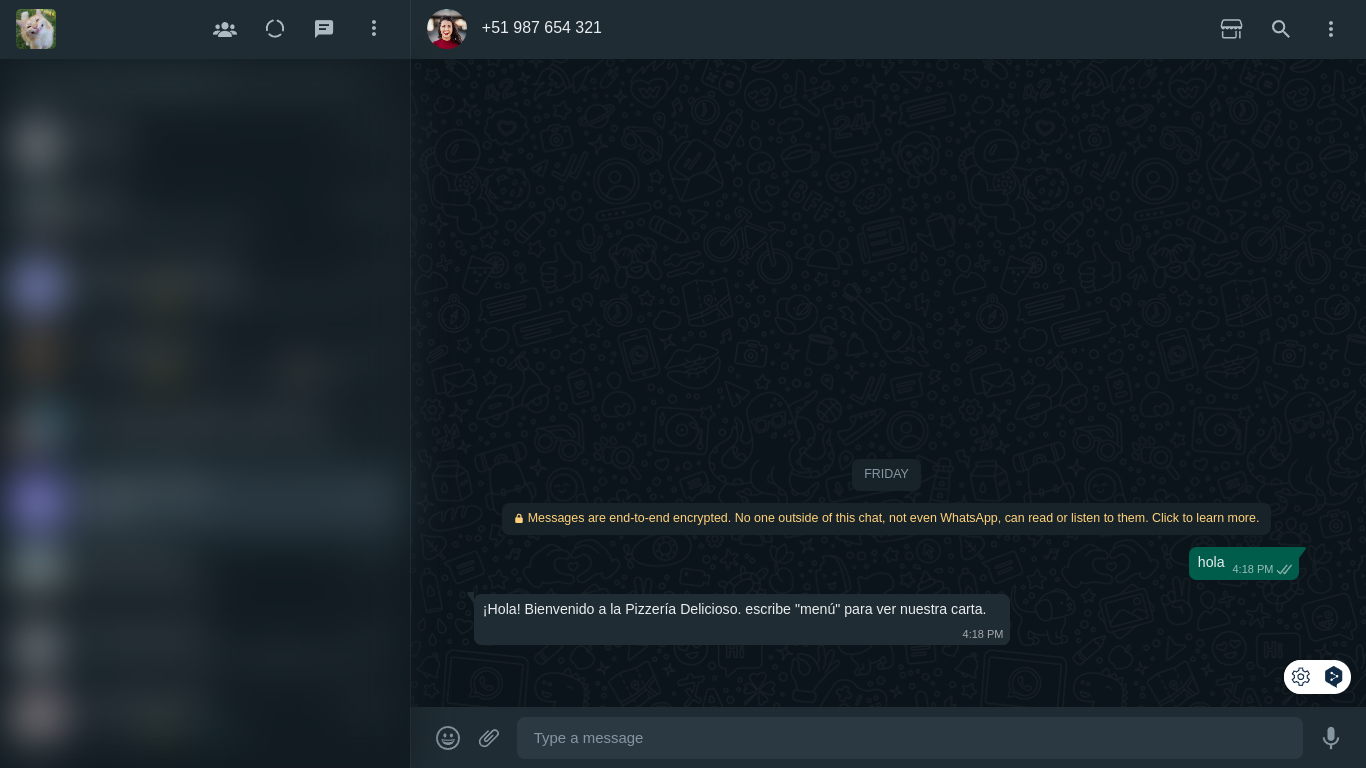 +51 987 654 321
FRIDAY
Messages are end-to-end encrypted. No one outside of this chat, not even WhatsApp, can read or listen to them. Click to learn more.
hola
4:18 PM
¡Hola! Bienvenido a la Pizzería Delicioso. escribe "menú" para ver nuestra carta.
4:18 PM
Type a message